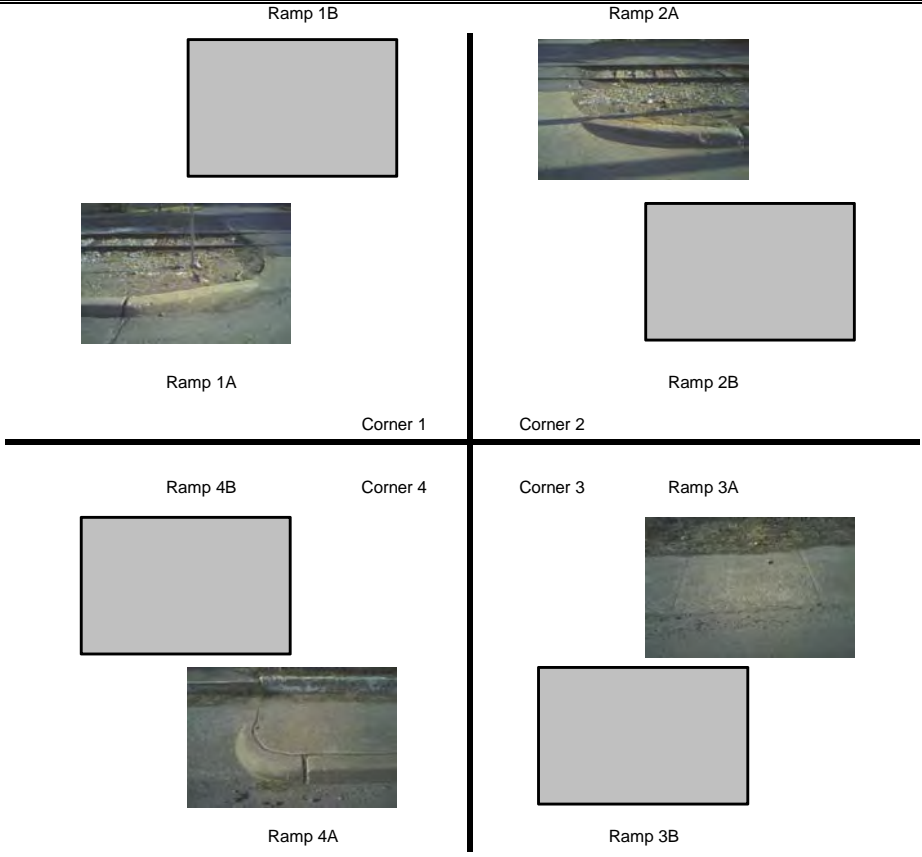 Ramp 1B
Ramp 2A
Ramp 1A
Ramp 2B
Corner 1
Corner 2
Ramp 4B
Corner 4
Corner 3
Ramp 3A
Ramp 4A
Ramp 3B